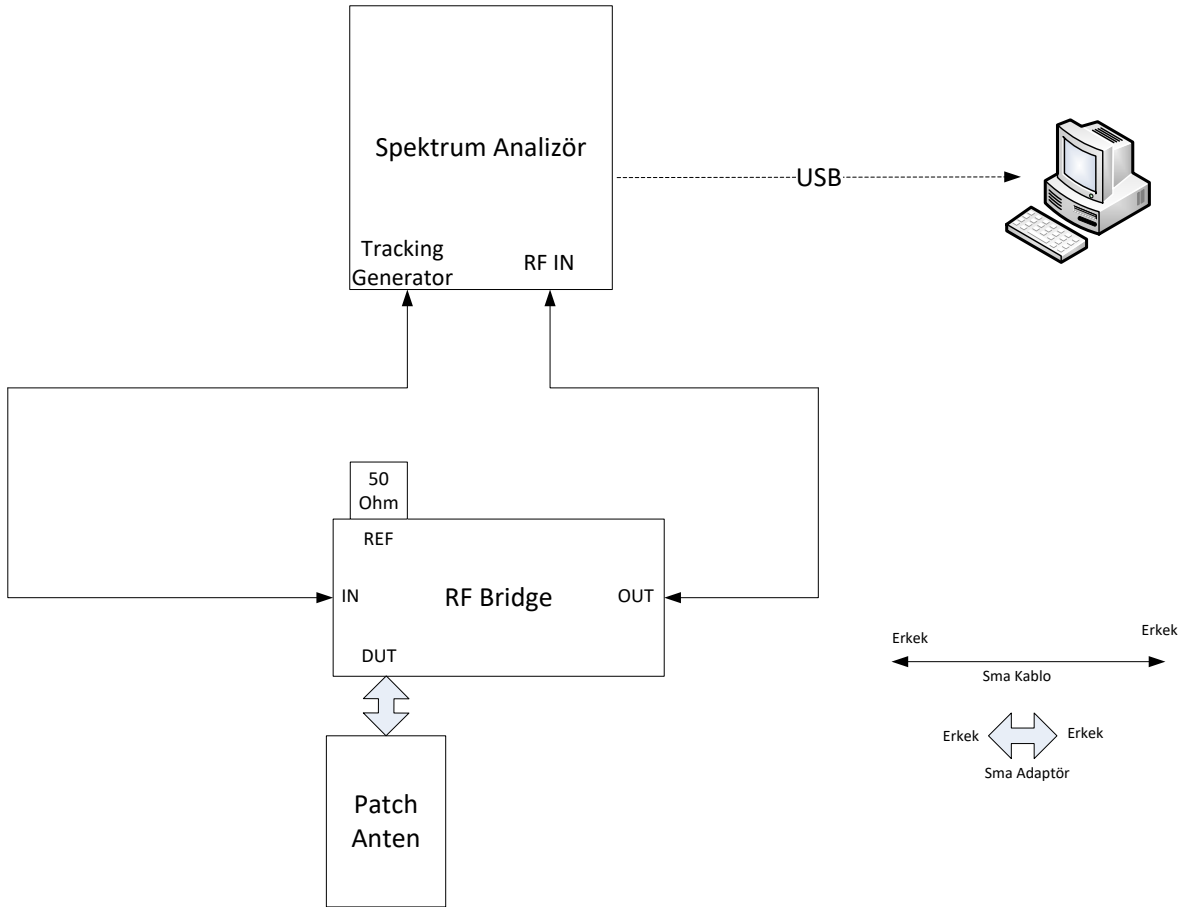 Spektrum Analizör
USB
Tracking
Generator
RF IN
50
Ohm
REF
IN
RF Bridge
OUT
DUT
Patch
Anten
Erkek
Erkek
Sma Kablo
Erkek
Erkek
Sma Adaptör